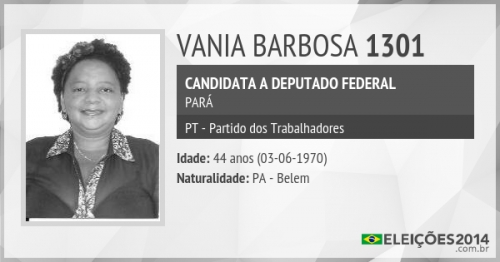 VANIA BARBOSA 1301
CANDIDATA A DEPUTADO FEDERAL
PARÁ
PT - Partido dos Trabalhadores
Idade: 44 anos (03-06-1970)
Naturalidade: PA - Belem
ELEIÇÕES2014
.com.br